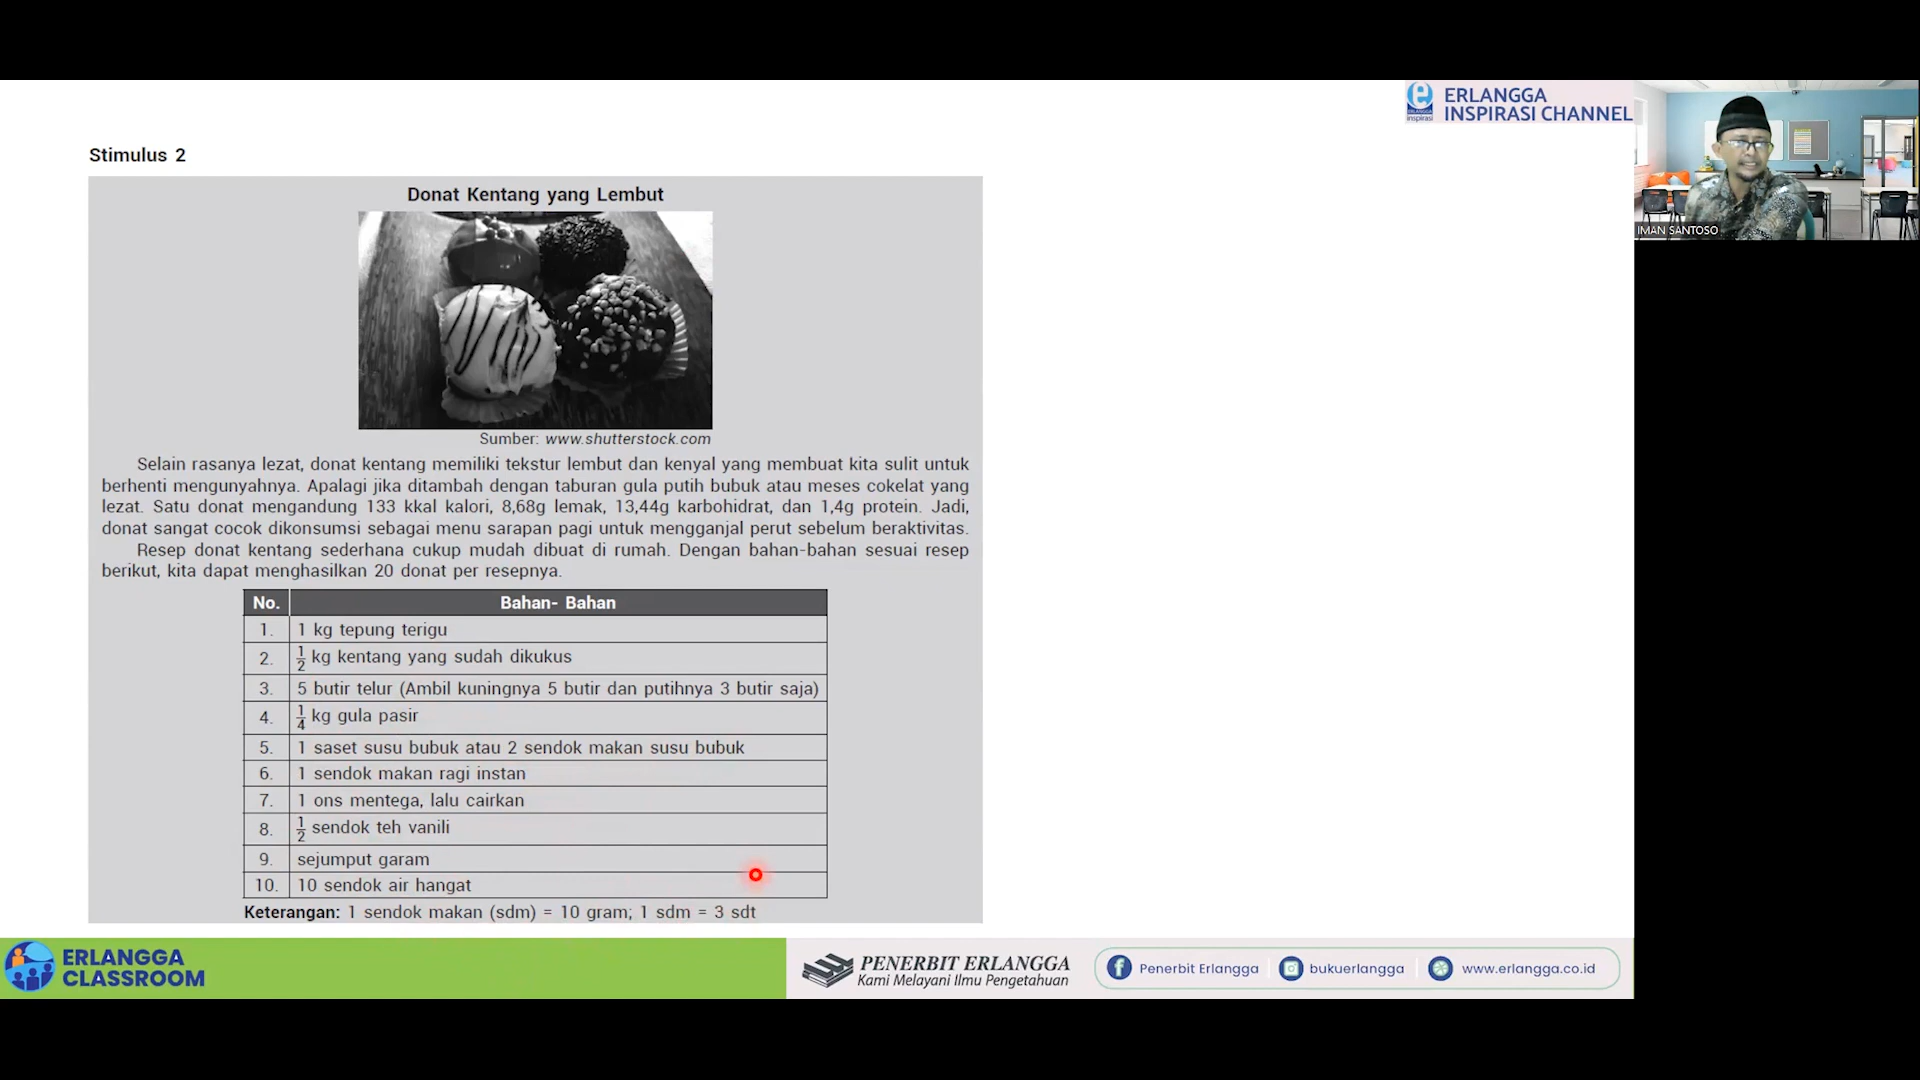 ERLANGGA
INSPIRASI CHANNEL
e
inspirasi
IMAN SANTOSO
Stimulus 2
Donat Kentang yang Lembut
Sumber: www.shutterstock.com
Selain rasanya lezat, donat kentang memiliki tekstur lembut dan kenyal yang membuat kita sulit untuk
berhenti mengunyahnya. Apalagi jika ditambah dengan taburan gula putih bubuk atau meses cokelat yang
lezat. Satu donat mengandung 133 kkal kalori, 8,68g lemak, 13,44g karbohidrat, dan 1,4g protein. Jadi,
donat sangat cocok dikonsumsi sebagai menu sarapan pagi untuk mengganjal perut sebelum beraktivitas.
Resep donat kentang sederhana cukup mudah dibuat di rumah. Dengan bahan-bahan sesuai resep
berikut, kita dapat menghasilkan 20 donat per resepnya.
No. Bahan- Bahan
1. 1 kg tepung terigu
2. 1/2 kg kentang yang sudah dikukus
3. 5 butir telur (Ambil kuningnya 5 butir dan putihnya 3 butir saja)
4. 1/4 kg gula pasir
5. 1 saset susu bubuk atau 2 sendok makan susu bubuk
6. 1 sendok makan ragi instan
7. 1 ons mentega, lalu cairkan
8. 1/2 sendok teh vanili
9. sejumput garam
10. 10 sendok air hangat
Keterangan: 1 sendok makan (sdm) = 10 gram; 1 sdm = 3 sdt
ERLANGGA
CLASSROOM
PENERBIT ERLANGGA
Kami Melayani Ilmu Pengetahuan
Penerbit Erlangga
bukuerlangga
www.erlangga.co.id